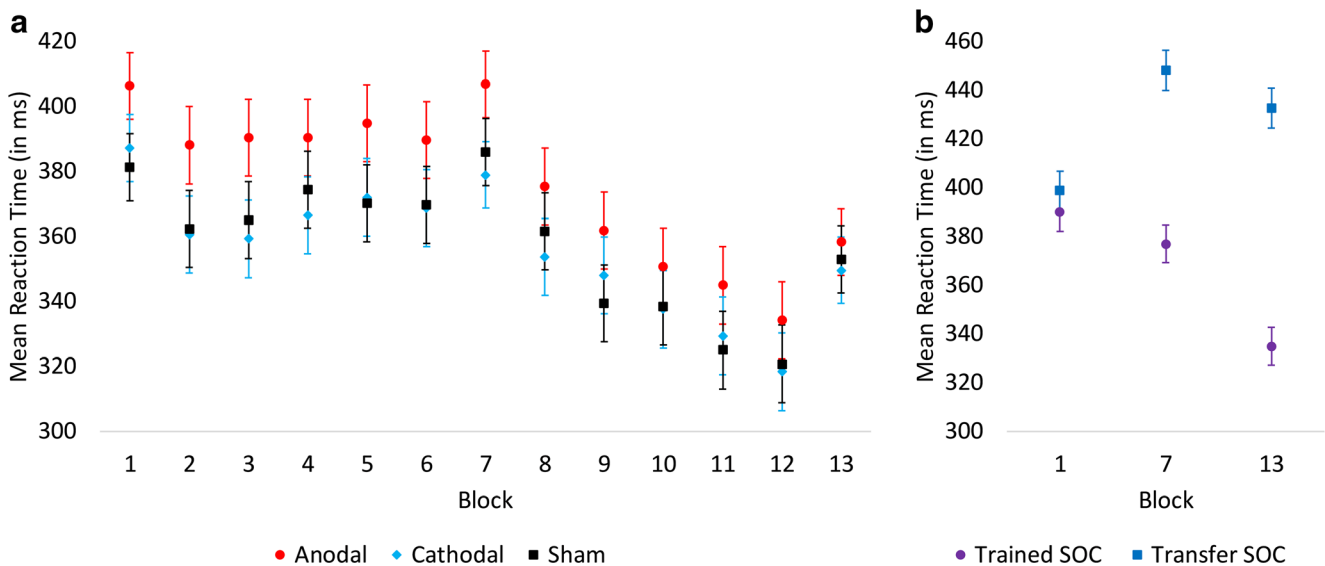 a
Mean Reaction Time (in ms)
420
400
380
360
340
320
300
1 2 3 4 5 6 7 8 9 10 11 12 13
Block
Anodal Cathodal Sham
b
Mean Reaction Time (in ms)
460
440
420
400
380
360
340
320
300
1 7 13
Block
Trained SOC Transfer SOC